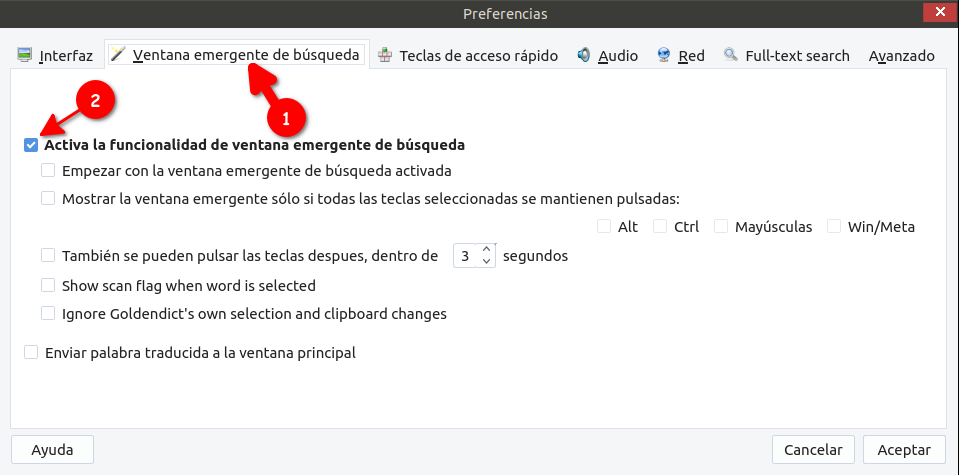 Preferencias
Interfaz Ventana emergente de búsqueda Teclas de acceso rápido Audio Red Full-text search Avanzado
2
1
Activa la funcionalidad de ventana emergente de búsqueda
Empezar con la ventana emergente de búsqueda activada
Mostrar la ventana emergente sólo si todas las teclas seleccionadas se mantienen pulsadas:
Alt Ctrl Mayúsculas Win/Meta
También se pueden pulsar las teclas despues, dentro de 3 segundos
Show scan flag when word is selected
Ignore Goldendict's own selection and clipboard changes
Enviar palabra traducida a la ventana principal
Ayuda Cancelar Aceptar